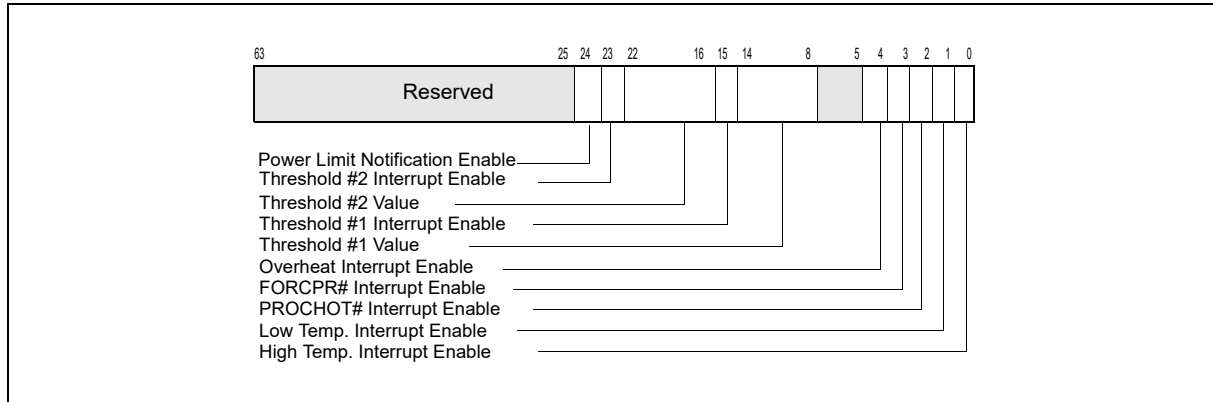 63 25 24 23 22 16 15 14 8 5 4 3 2 1 0
Reserved
Power Limit Notification Enable
Threshold #2 Interrupt Enable
Threshold #2 Value
Threshold #1 Interrupt Enable
Threshold #1 Value
Overheat Interrupt Enable
FORCPR# Interrupt Enable
PROCHOT# Interrupt Enable
Low Temp. Interrupt Enable
High Temp. Interrupt Enable